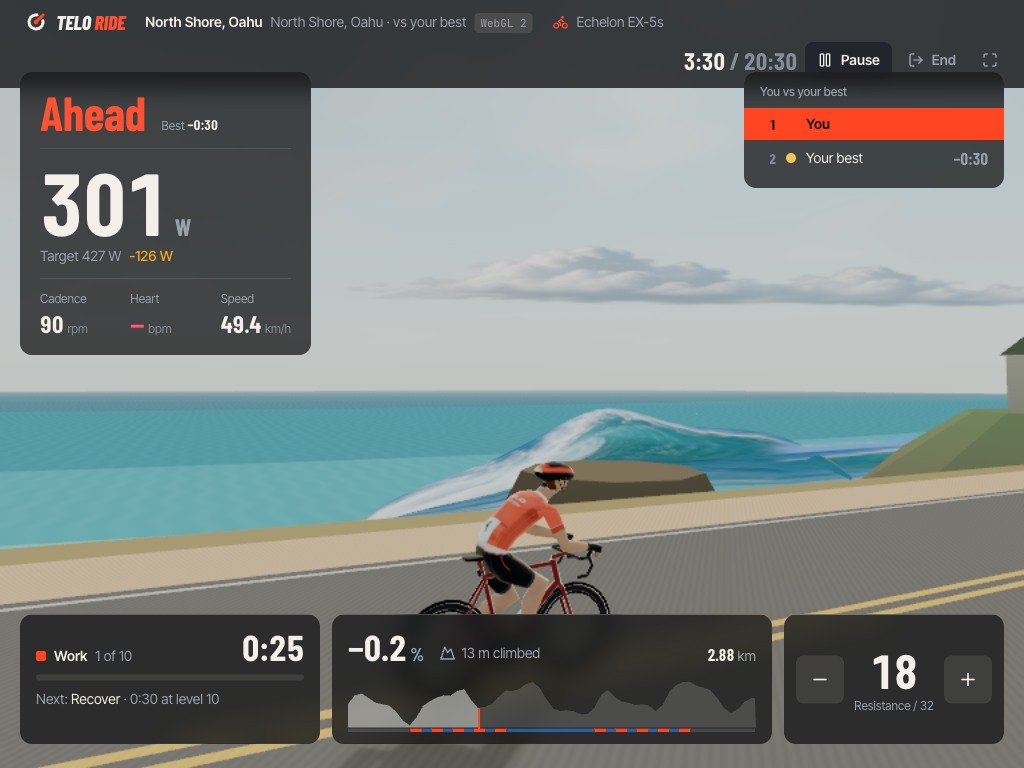 TELO RIDE North Shore, Oahu North Shore, Oahu · vs your best WebGL 2 Echelon EX-5s
3:30 / 20:30 Pause End
Ahead Best −0:30
301 W
Target 427 W -126 W
Cadence Heart Speed
90 rpm – bpm 49.4 km/h
You vs your best
1 You
2 Your best −0:30
Work 1 of 10 0:25
Next: Recover · 0:30 at level 10
−0.2 % 13 m climbed 2.88 km
− 18 +
Resistance / 32